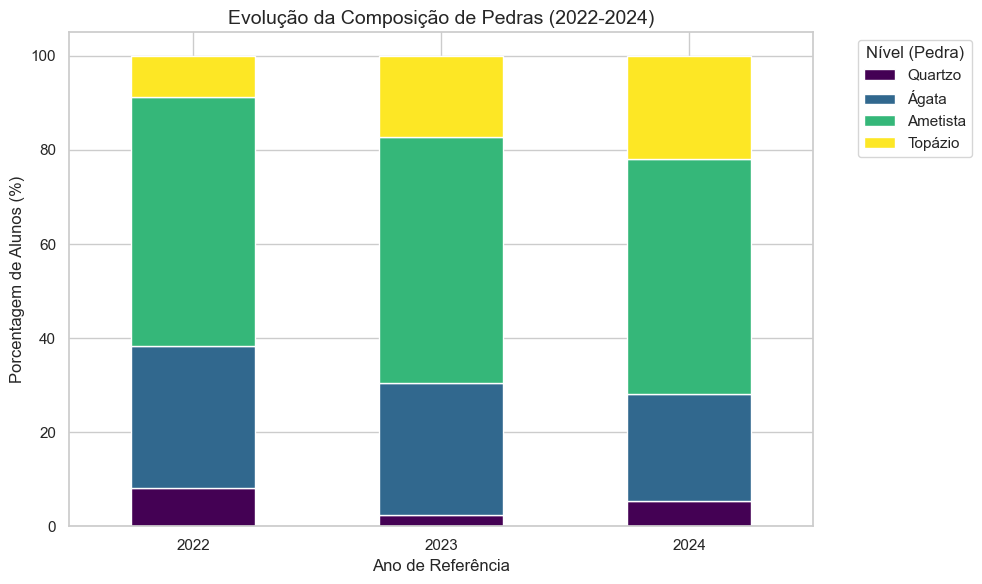 Evolução da Composição de Pedras (2022-2024)
Nível (Pedra)
Quartzo
Ágata
Ametista
Topázio
Porcentagem de Alunos (%)
100
80
60
40
20
0
2022
2023
2024
Ano de Referência